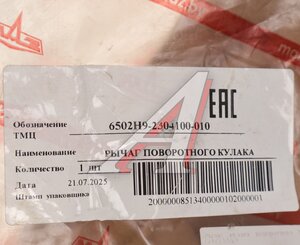 EAC
Обозначение ТМЦ 6502Н9-2304100-010
Наименование РЫЧАГ ПОВОРОТНОГО КУЛАКА
Количество 1 шт
Дата 21.07.2025
Штамп упаковщика
2000000851340000010200001